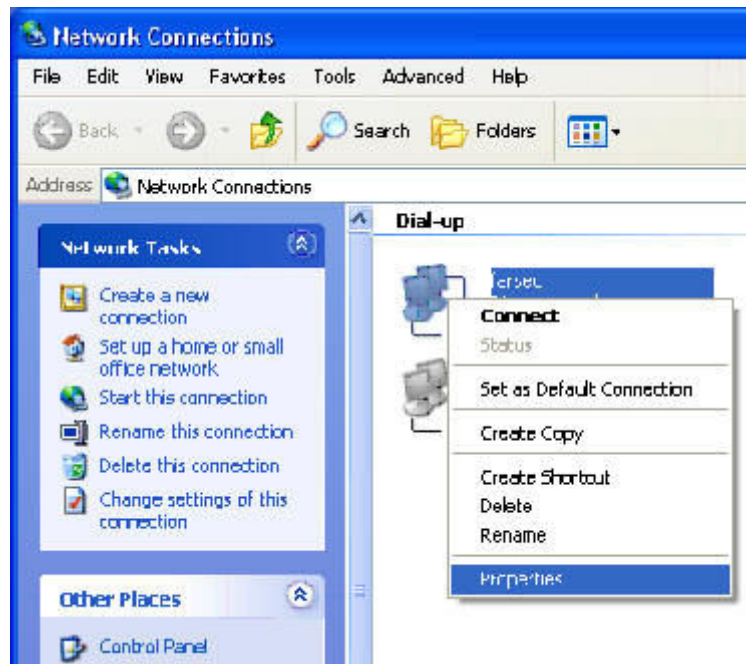 Network Connections
File Edit View Favorites Tools Advanced Help
Back Search Folders
Address Network Connections
Network Tasks
Create a new
connection
Set up a home or small
office network
Start this connection
Rename this connection
Delete this connection
Change settings of this
connection
Other Places
Control Panel
Dial-up
Connect
Status
Set as Default Connection
Create Copy
Create Shortcut
Delete
Rename
Properties